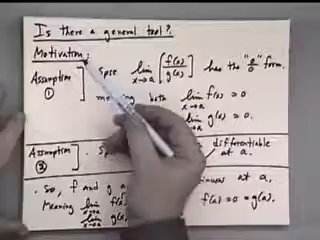 Is there a general tool?
Motivation:
Assumption ① ] Spse lim x→a [f(x)/g(x)] has the "0/0" form.
meaning both lim x→a f(x) = 0
lim x→a g(x) = 0.
Assumption ② ] differentiable at a.
. So, f and g at a.
Meaning lim x→a f(a) = 0 = g(a).
lim x→a